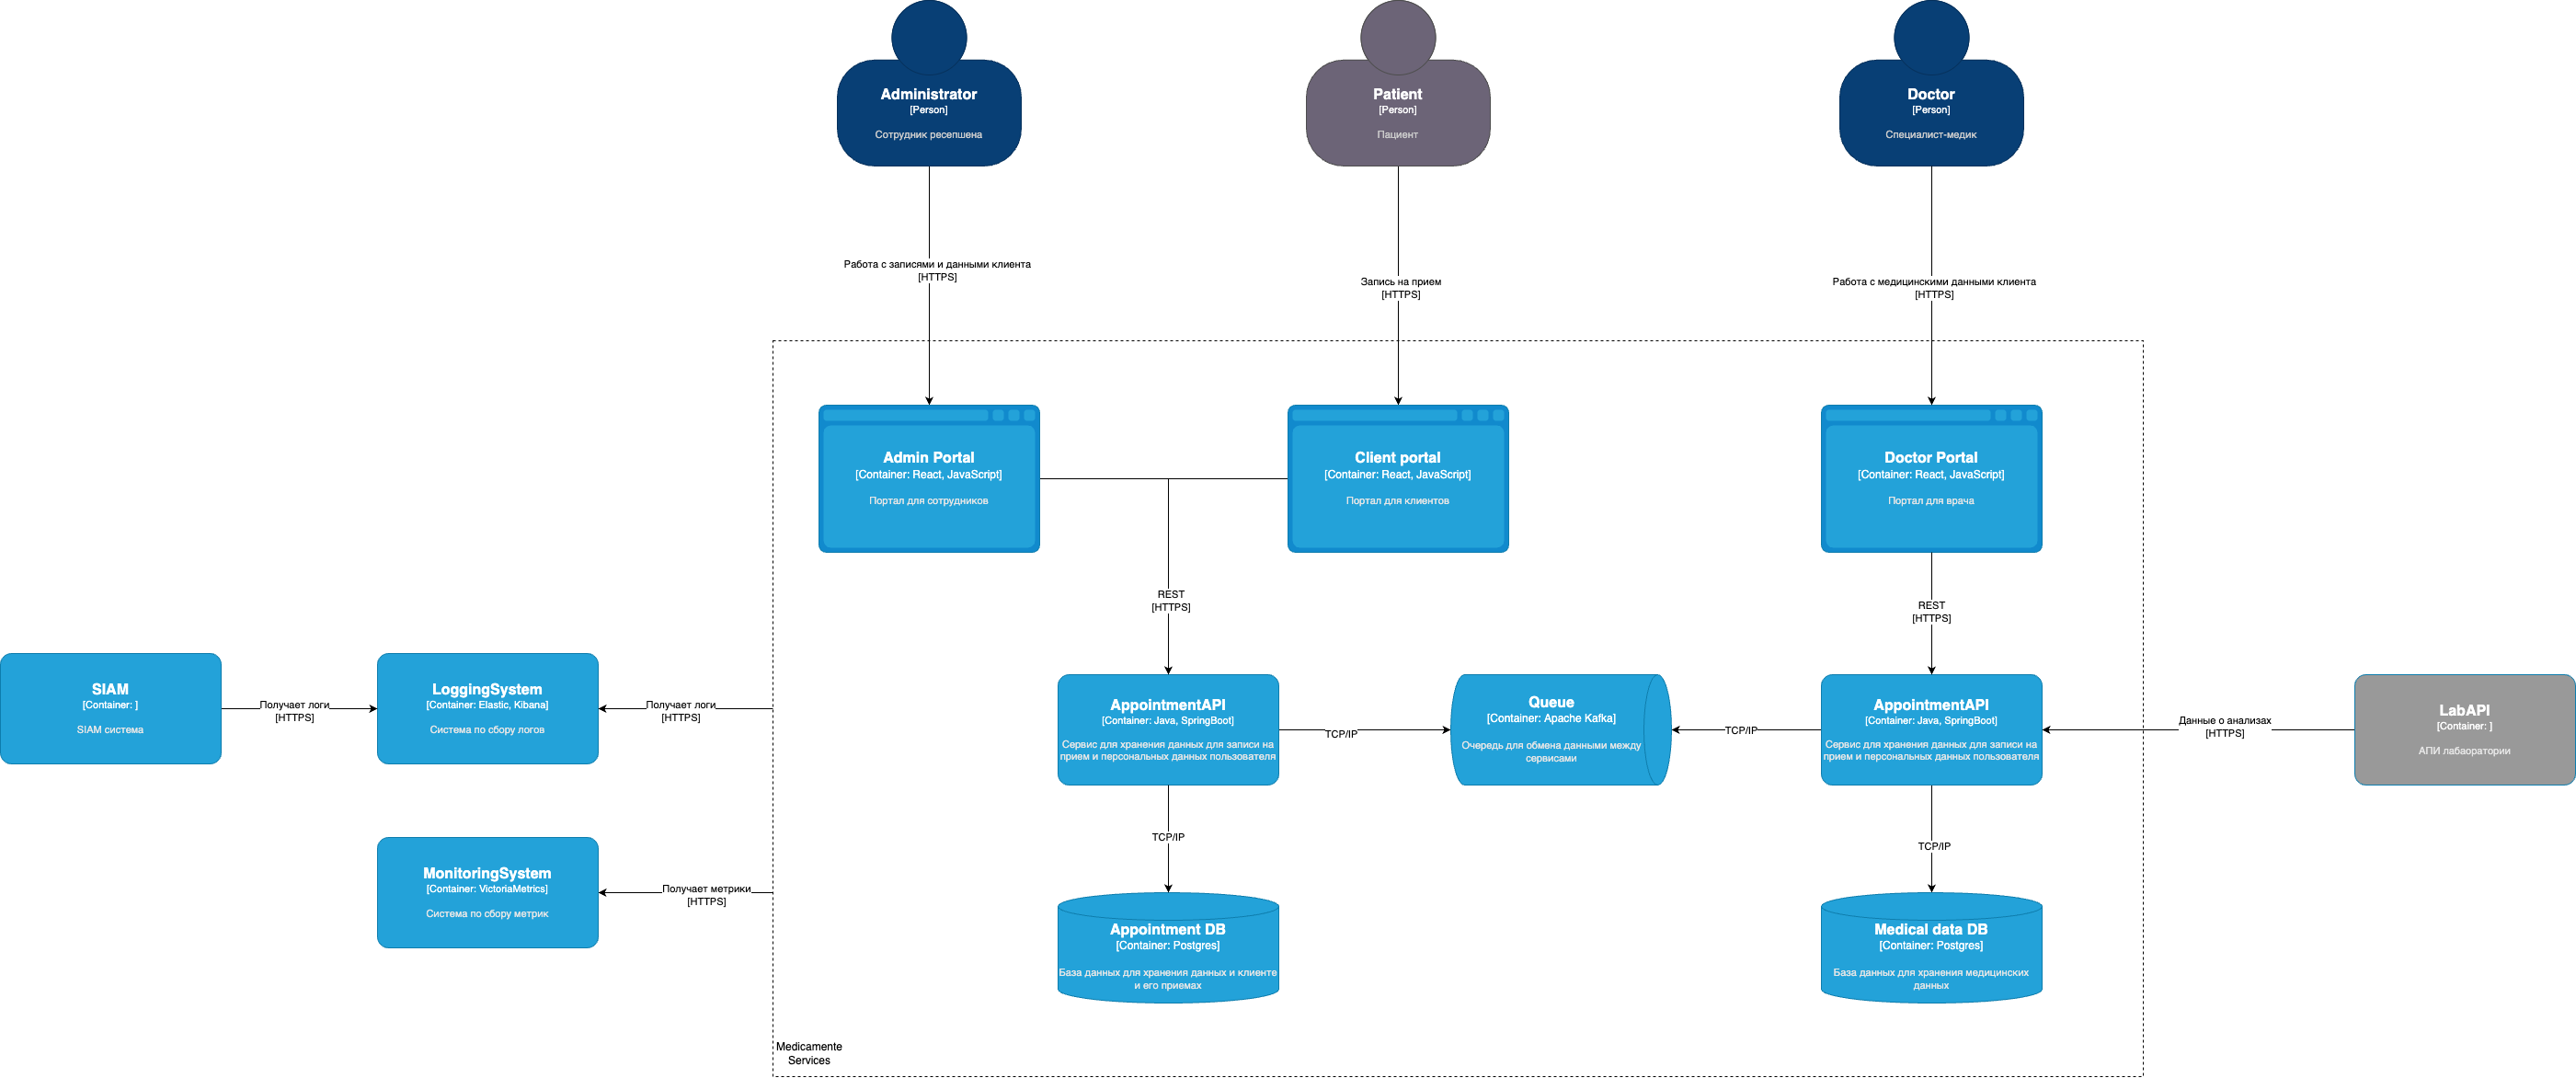 Administrator
[Person]
Сотрудник ресепшена
Patient
[Person]
Пациент
Doctor
[Person]
Специалист-медик
Работа с записями и данными клиента
[HTTPS]
Запись на прием
[HTTPS]
Работа с медицинскими данными клиента
[HTTPS]
Admin Portal
[Container: React, JavaScript]
Портал для сотрудников
Client portal
[Container: React, JavaScript]
Портал для клиентов
Doctor Portal
[Container: React, JavaScript]
Портал для врача
REST
[HTTPS]
REST
[HTTPS]
SIAM
[Container: ]
SIAM система
Получает логи
[HTTPS]
LoggingSystem
[Container: Elastic, Kibana]
Система по сбору логов
Получает логи
[HTTPS]
AppointmentAPI
[Container: Java, SpringBoot]
Сервис для хранения данных для записи на
прием и персональных данных пользователя
TCP/IP
Queue
[Container: Apache Kafka]
Очередь для обмена данными между
сервисами
TCP/IP
AppointmentAPI
[Container: Java, SpringBoot]
Сервис для хранения данных для записи на
прием и персональных данных пользователя
Данные о анализах
[HTTPS]
LabAPI
[Container: ]
АПИ лабаоратории
TCP/IP
TCP/IP
MonitoringSystem
[Container: VictoriaMetrics]
Система по сбору метрик
Получает метрики
[HTTPS]
Appointment DB
[Container: Postgres]
База данных для хранения данных и клиенте
и его приемах
Medical data DB
[Container: Postgres]
База данных для хранения медицинских
данных
Medicamente
Services